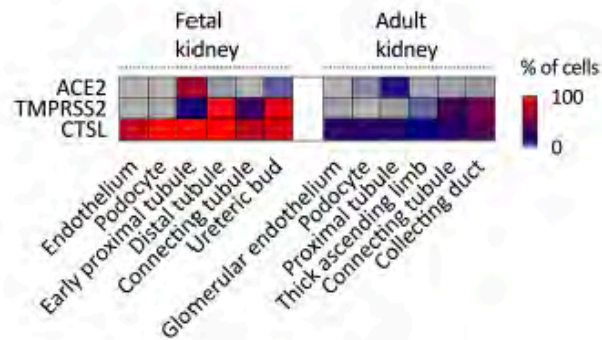 Fetal kidney
Adult kidney
% of cells
100
0
ACE2
TMPRSS2
CTSL
Endothelium
Podocyte
Early proximal tubule
Distal tubule
Connecting tubule
Ureteric bud
Glomerular endothelium
Podocyte
Proximal tubule
Thick ascending limb
Connecting tubule
Collecting duct